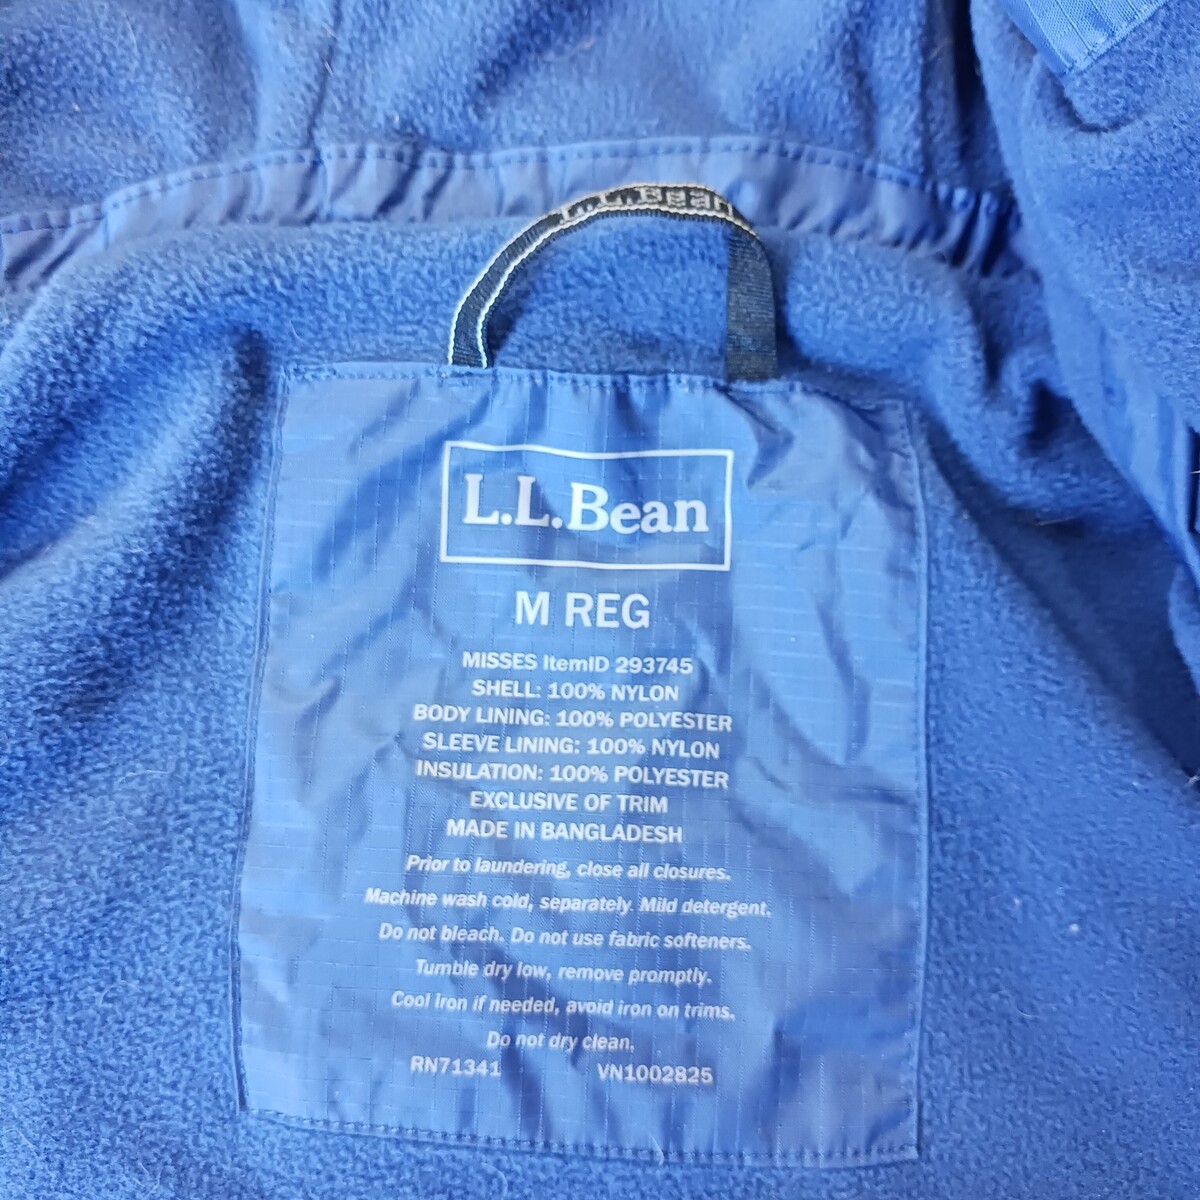 L.L.Bean
L.L.Bean
M REG
MISSES ItemID 293745
SHELL: 100% NYLON
BODY LINING: 100% POLYESTER
SLEEVE LINING: 100% NYLON
INSULATION: 100% POLYESTER
EXCLUSIVE OF TRIM
MADE IN BANGLADESH
Prior to laundering, close all closures.
Machine wash cold, separately. Mild detergent.
Do not bleach. Do not use fabric softeners.
Tumble dry low, remove promptly.
Cool iron if needed, avoid iron on trims.
Do not dry clean.
RN71341 VN1002825